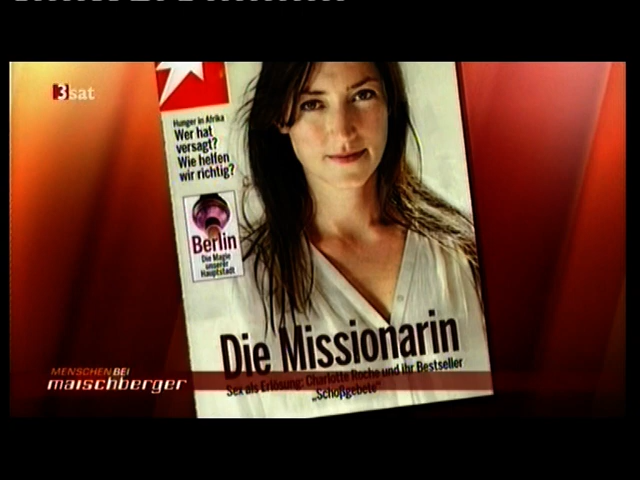 3sat
Hunger in Afrika
Wer hat
versagt?
Wie helfen
wir richtig?
Berlin
Die Magie
unserer
Hauptstadt
Die Missionarin
Sex als Erlösung: Charlotte Roche und ihr Bestseller
„Schoßgebete“
MENSCHEN BEI
maischberger